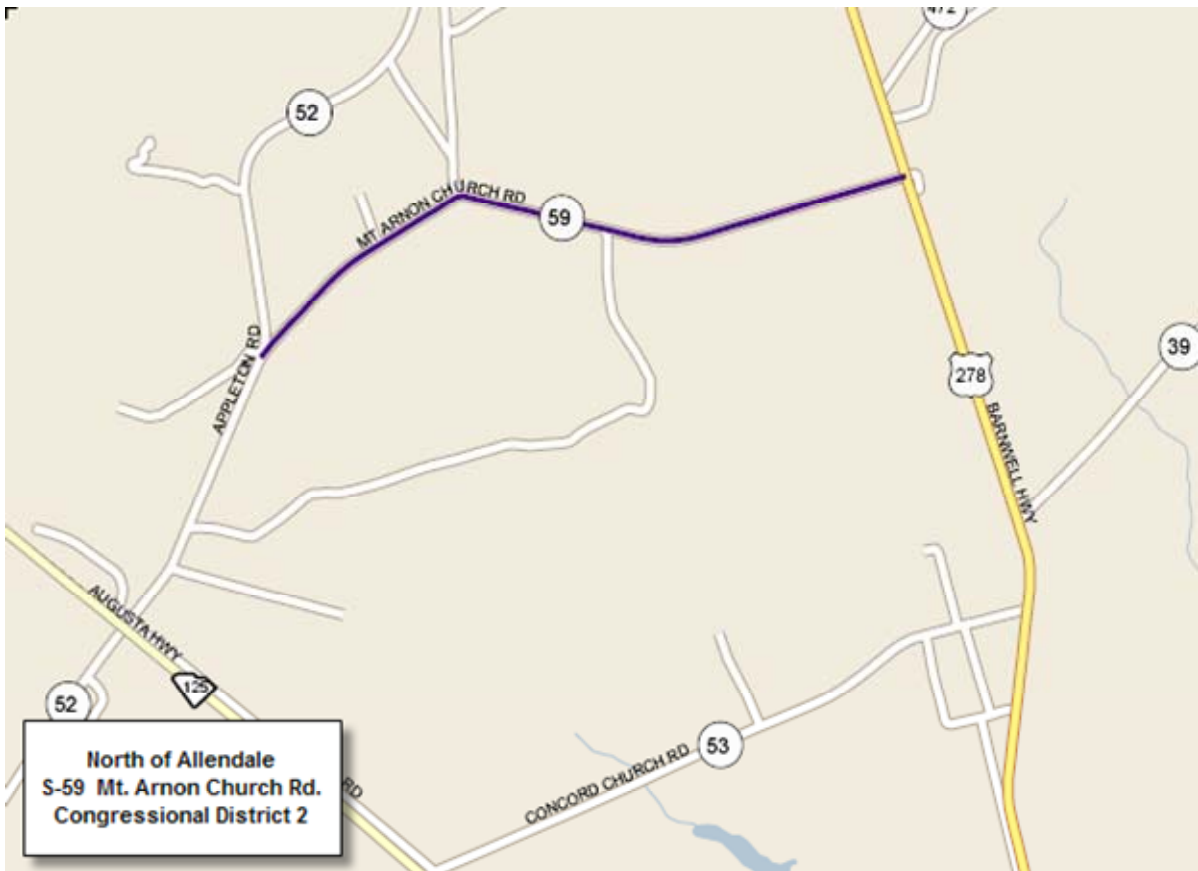 472
52
MT ARNON CHURCH RD
59
39
278
APPLETON RD
BARNWELL HWY
AUGUSTA HWY
125
52
RD
53
CONCORD CHURCH RD
North of Allendale
S-59 Mt. Arnon Church Rd.
Congressional District 2